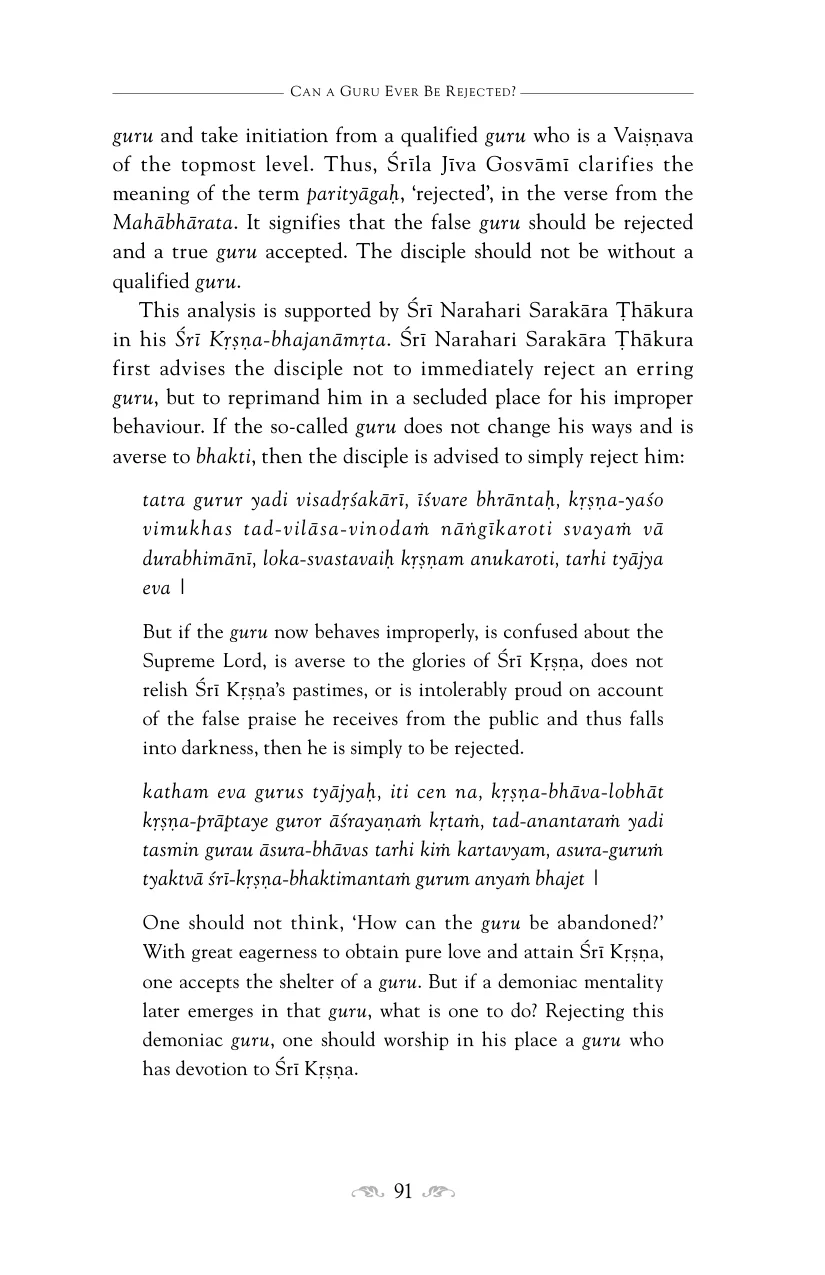 Can a Guru Ever Be Rejected?
guru and take initiation from a qualified guru who is a Vaiṣṇava
of the topmost level. Thus, Śrīla Jīva Gosvāmī clarifies the
meaning of the term parityāgaḥ, ‘rejected’, in the verse from the
Mahābhārata. It signifies that the false guru should be rejected
and a true guru accepted. The disciple should not be without a
qualified guru.
This analysis is supported by Śrī Narahari Sarakāra Ṭhākura
in his Śrī Kṛṣṇa-bhajanāmṛta. Śrī Narahari Sarakāra Ṭhākura
first advises the disciple not to immediately reject an erring
guru, but to reprimand him in a secluded place for his improper
behaviour. If the so-called guru does not change his ways and is
averse to bhakti, then the disciple is advised to simply reject him:
tatra gurur yadi visadṛśakārī, īśvare bhrāntaḥ, kṛṣṇa-yaśo
vimukhas tad-vilāsa-vinodaṁ nāṅgīkaroti svayaṁ vā
durabhimānī, loka-svastavaiḥ kṛṣṇam anukaroti, tarhi tyājya
eva |
But if the guru now behaves improperly, is confused about the
Supreme Lord, is averse to the glories of Śrī Kṛṣṇa, does not
relish Śrī Kṛṣṇa’s pastimes, or is intolerably proud on account
of the false praise he receives from the public and thus falls
into darkness, then he is simply to be rejected.
katham eva gurus tyājyaḥ, iti cen na, kṛṣṇa-bhāva-lobhāt
kṛṣṇa-prāptaye guror āśrayaṇaṁ kṛtaṁ, tad-anantaraṁ yadi
tasmin gurau āsura-bhāvas tarhi kiṁ kartavyam, asura-guruṁ
tyaktvā śrī-kṛṣṇa-bhaktimantaṁ gurum anyaṁ bhajet |
One should not think, ‘How can the guru be abandoned?’
With great eagerness to obtain pure love and attain Śrī Kṛṣṇa,
one accepts the shelter of a guru. But if a demoniac mentality
later emerges in that guru, what is one to do? Rejecting this
demoniac guru, one should worship in his place a guru who
has devotion to Śrī Kṛṣṇa.
91